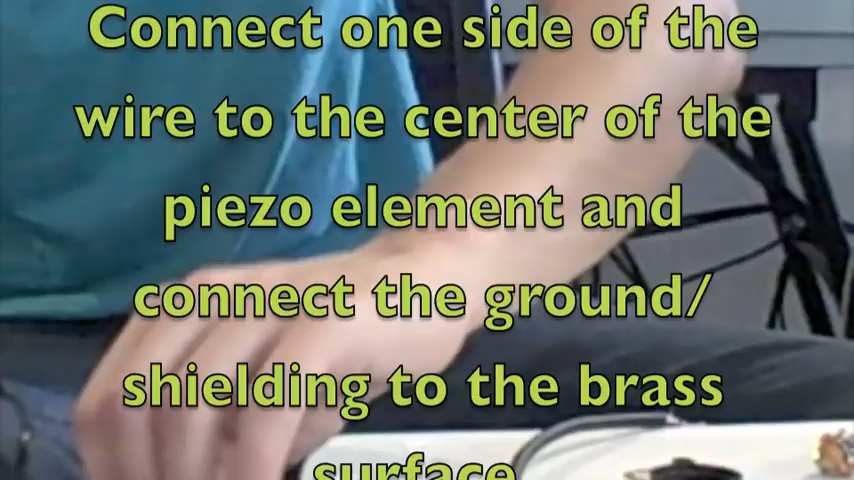 Connect one side of the
wire to the center of the
piezo element and
connect the ground/
shielding to the brass
surface